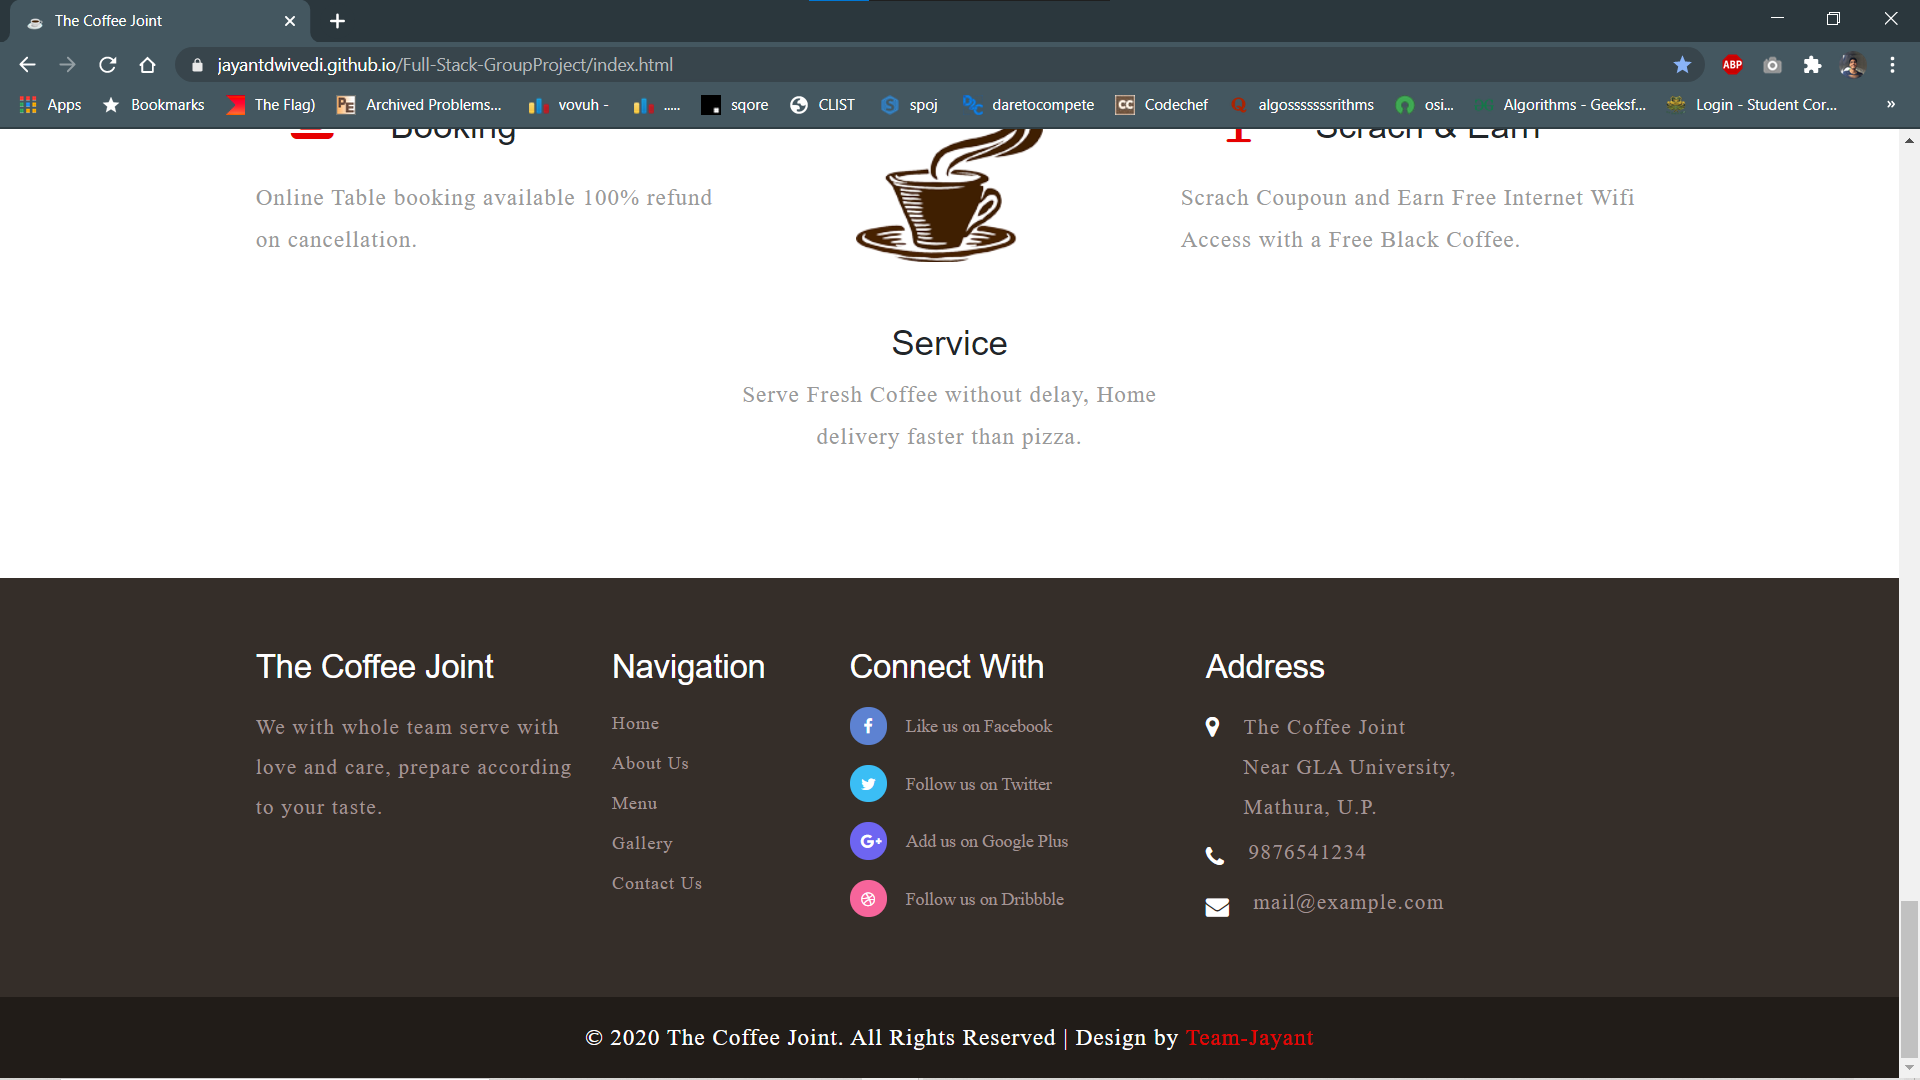 The Coffee Joint
jayantdwivedi.github.io/Full-Stack-GroupProject/index.html
ABP
Apps Bookmarks The Flag) Archived Problems... vovuh - ..... sqore CLIST spoj daretocompete Codechef algosssssssrithms osi... Algorithms - Geeksf... Login - Student Cor... »
Booking
Online Table booking available 100% refund
on cancellation.
Scrach & Earn
Scrach Coupoun and Earn Free Internet Wifi
Access with a Free Black Coffee.
Service
Serve Fresh Coffee without delay, Home
delivery faster than pizza.
The Coffee Joint
We with whole team serve with
love and care, prepare according
to your taste.
Navigation
Home
About Us
Menu
Gallery
Contact Us
Connect With
Like us on Facebook
Follow us on Twitter
Add us on Google Plus
Follow us on Dribbble
Address
The Coffee Joint
Near GLA University,
Mathura, U.P.
9876541234
mail@example.com
© 2020 The Coffee Joint. All Rights Reserved | Design by Team-Jayant